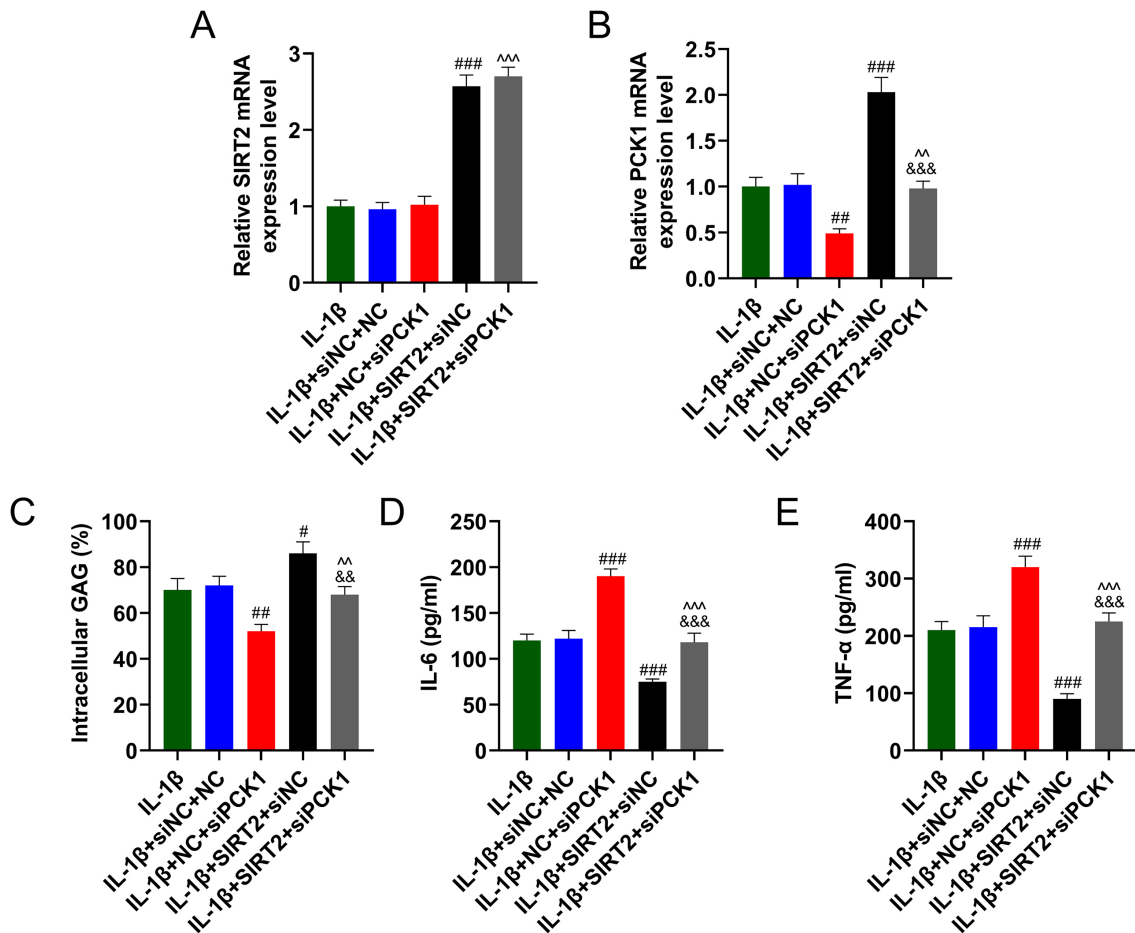 A
Relative SIRT2 mRNA
expression level
3
2
1
0
###
^^^
IL-1β
IL-1β+siNC+NC
IL-1β+NC+siPCK1
IL-1β+SIRT2+siNC
IL-1β+SIRT2+siPCK1
B
Relative PCK1 mRNA
expression level
2.5
2.0
1.5
1.0
0.5
0.0
##
###
^^
&&&
IL-1β
IL-1β+siNC+NC
IL-1β+NC+siPCK1
IL-1β+SIRT2+siNC
IL-1β+SIRT2+siPCK1
C
Intracellular GAG (%)
100
80
60
40
20
0
##
#
^^
&&
IL-1β
IL-1β+siNC+NC
IL-1β+NC+siPCK1
IL-1β+SIRT2+siNC
IL-1β+SIRT2+siPCK1
D
IL-6 (pg/ml)
250
200
150
100
50
0
###
###
^^^
&&&
IL-1β
IL-1β+siNC+NC
IL-1β+NC+siPCK1
IL-1β+SIRT2+siNC
IL-1β+SIRT2+siPCK1
E
TNF-α (pg/ml)
400
300
200
100
0
###
###
^^^
&&&
IL-1β
IL-1β+siNC+NC
IL-1β+NC+siPCK1
IL-1β+SIRT2+siNC
IL-1β+SIRT2+siPCK1